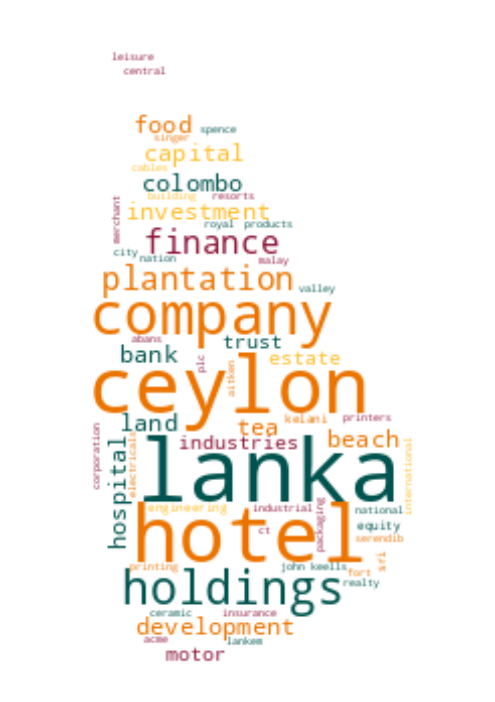 leisure
central
food
spence
singer
capital
cables
colombo
building
resorts
merchant
investment
royal
products
finance
city
nation
malay
plantation
valley
company
abans
trust
bank
plc
estate
aitken
ceylon
land
tea
kelani
printers
corporation
industries
beach
electricals
hospital
lanka
international
engineering
industrial
packaging
national
hotel
ct
equity
serendib
sri
printing
john keells
fort
holdings
realty
ceramic
insurance
development
acme
lankem
motor